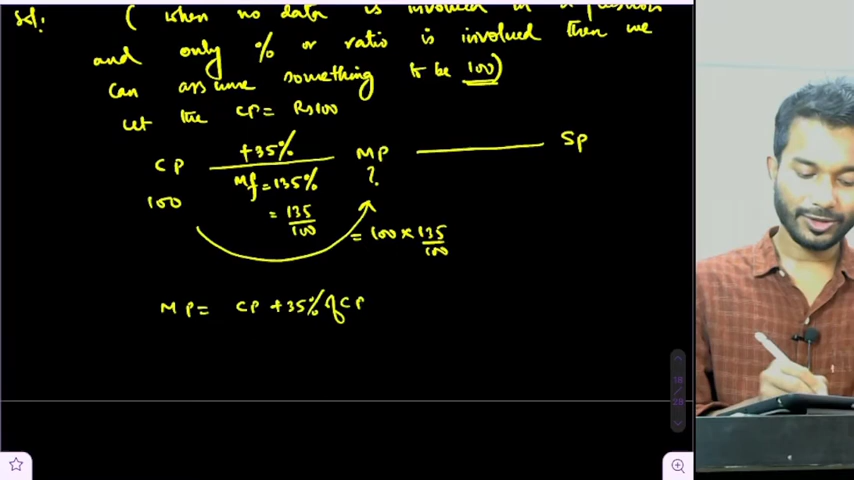 Sol: ( when no data is involved in a question
and only % or ratio is involved then we
can assume something to be 100)
Let the CP = Rs100
CP +35% MP SP
100 Mf = 135% ?
= 135/100
= 100 × 135/100
MP = CP +35% of CP
18
/
28